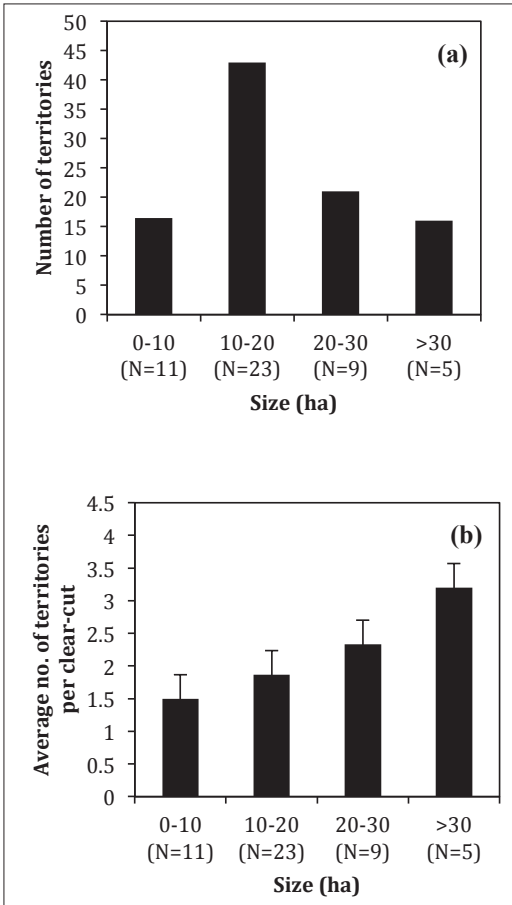 (a)
Number of territories
50
45
40
35
30
25
20
15
10
5
0
0-10 10-20 20-30 >30
(N=11) (N=23) (N=9) (N=5)
Size (ha)
(b)
Average no. of territories
per clear-cut
4.5
4
3.5
3
2.5
2
1.5
1
0.5
0
0-10 10-20 20-30 >30
(N=11) (N=23) (N=9) (N=5)
Size (ha)